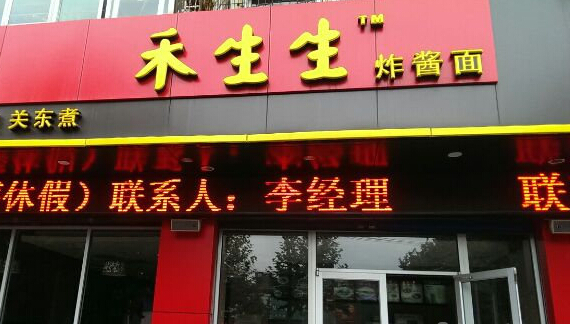 禾生生™
炸酱面
关东煮
休假）联系人：李经理 联